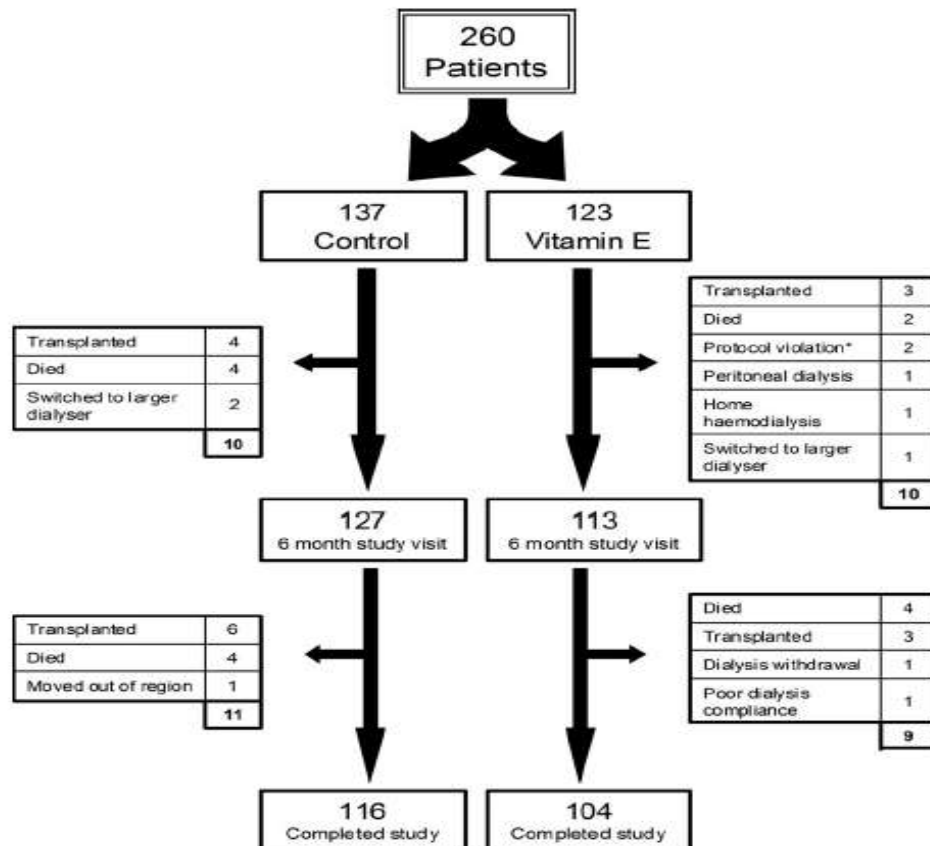 260
Patients
137
Control
123
Vitamin E
Transplanted 4
Died 4
Switched to larger
dialyser 2
10
Transplanted 3
Died 2
Protocol violation* 2
Peritoneal dialysis 1
Home
haemodialysis 1
Switched to larger
dialyser 1
10
127
6 month study visit
113
6 month study visit
Transplanted 6
Died 4
Moved out of region 1
11
Died 4
Transplanted 3
Dialysis withdrawal 1
Poor dialysis
compliance 1
9
116
Completed study
104
Completed study